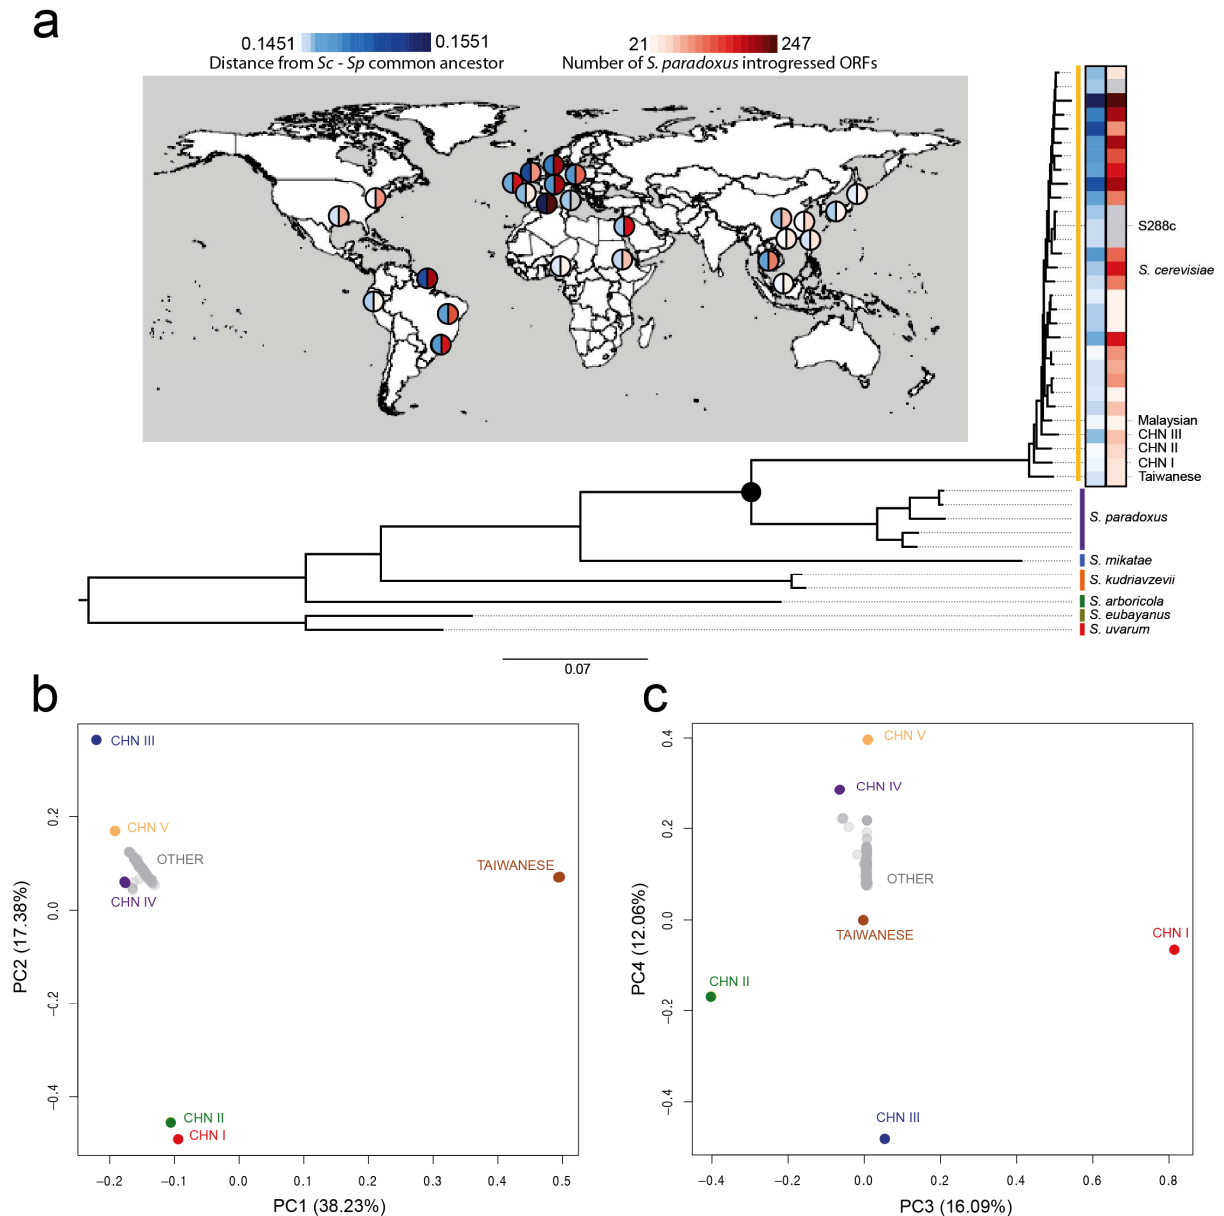 a
0.1451 0.1551
Distance from Sc - Sp common ancestor
21 247
Number of S. paradoxus introgressed ORFs
S288c
S. cerevisiae
Malaysian
CHN III
CHN II
CHN I
Taiwanese
S. paradoxus
S. mikatae
S. kudriavzevii
S. arboricola
S. eubayanus
S. uvarum
0.07
b
CHN III
CHN V
OTHER
CHN IV
TAIWANESE
CHN II
CHN I
0.2
0.0
−0.2
−0.4
PC2 (17.38%)
−0.2 −0.1 0.0 0.1 0.2 0.3 0.4 0.5
PC1 (38.23%)
c
CHN V
CHN IV
OTHER
TAIWANESE
CHN I
CHN II
CHN III
0.4
0.2
0.0
−0.2
−0.4
PC4 (12.06%)
−0.4 −0.2 0.0 0.2 0.4 0.6 0.8
PC3 (16.09%)